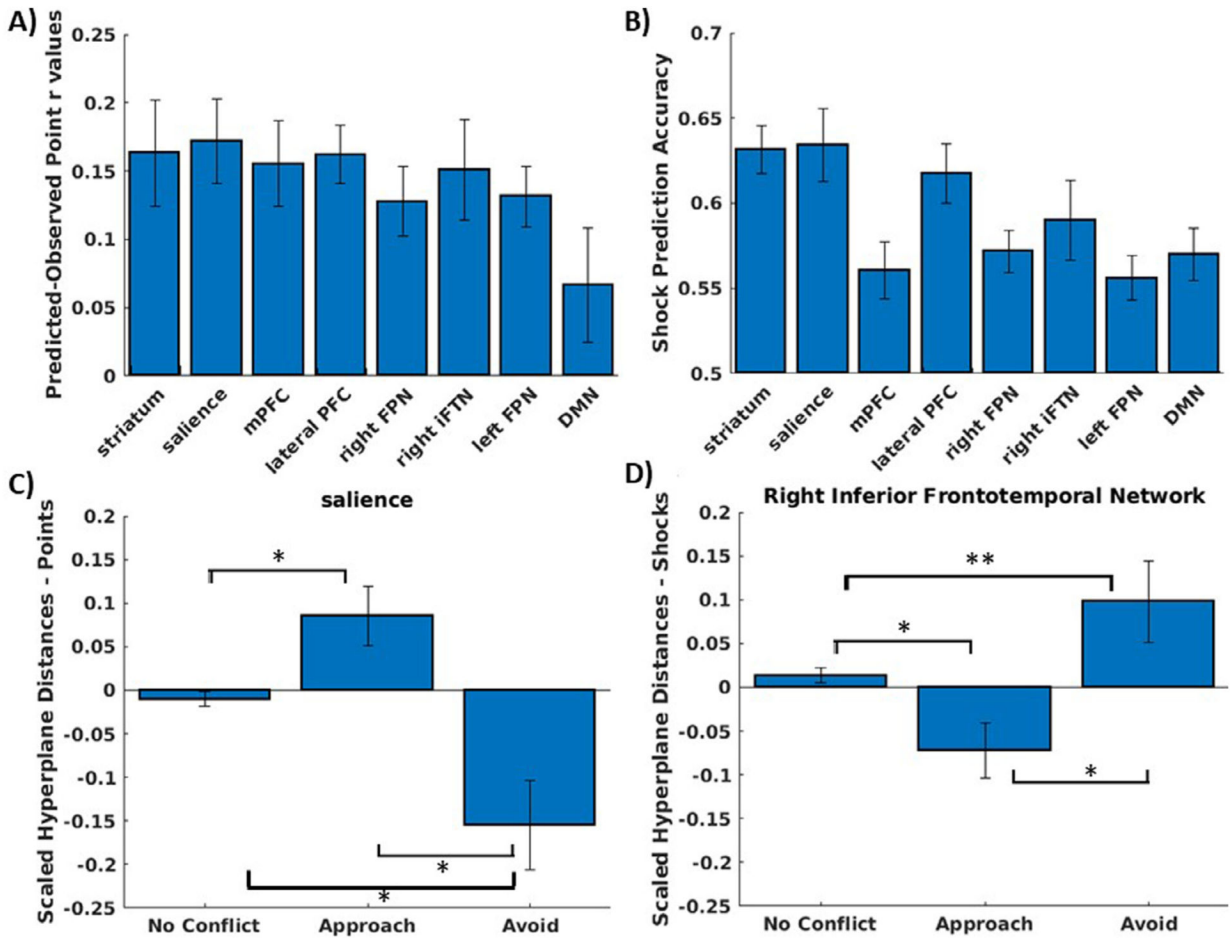 A)
Predicted-Observed Point r values
0.25
0.2
0.15
0.1
0.05
0
striatum
salience
mPFC
lateral PFC
right FPN
right iFTN
left FPN
DMN
B)
Shock Prediction Accuracy
0.7
0.65
0.6
0.55
0.5
striatum
salience
mPFC
lateral PFC
right FPN
right iFTN
left FPN
DMN
C)
salience
Scaled Hyperplane Distances - Points
0.2
0.15
0.1
0.05
0
-0.05
-0.1
-0.15
-0.2
-0.25
*
*
*
No Conflict
Approach
Avoid
D)
Right Inferior Frontotemporal Network
Scaled Hyperplane Distances - Shocks
0.2
0.15
0.1
0.05
0
-0.05
-0.1
-0.15
-0.2
-0.25
**
*
*
No Conflict
Approach
Avoid